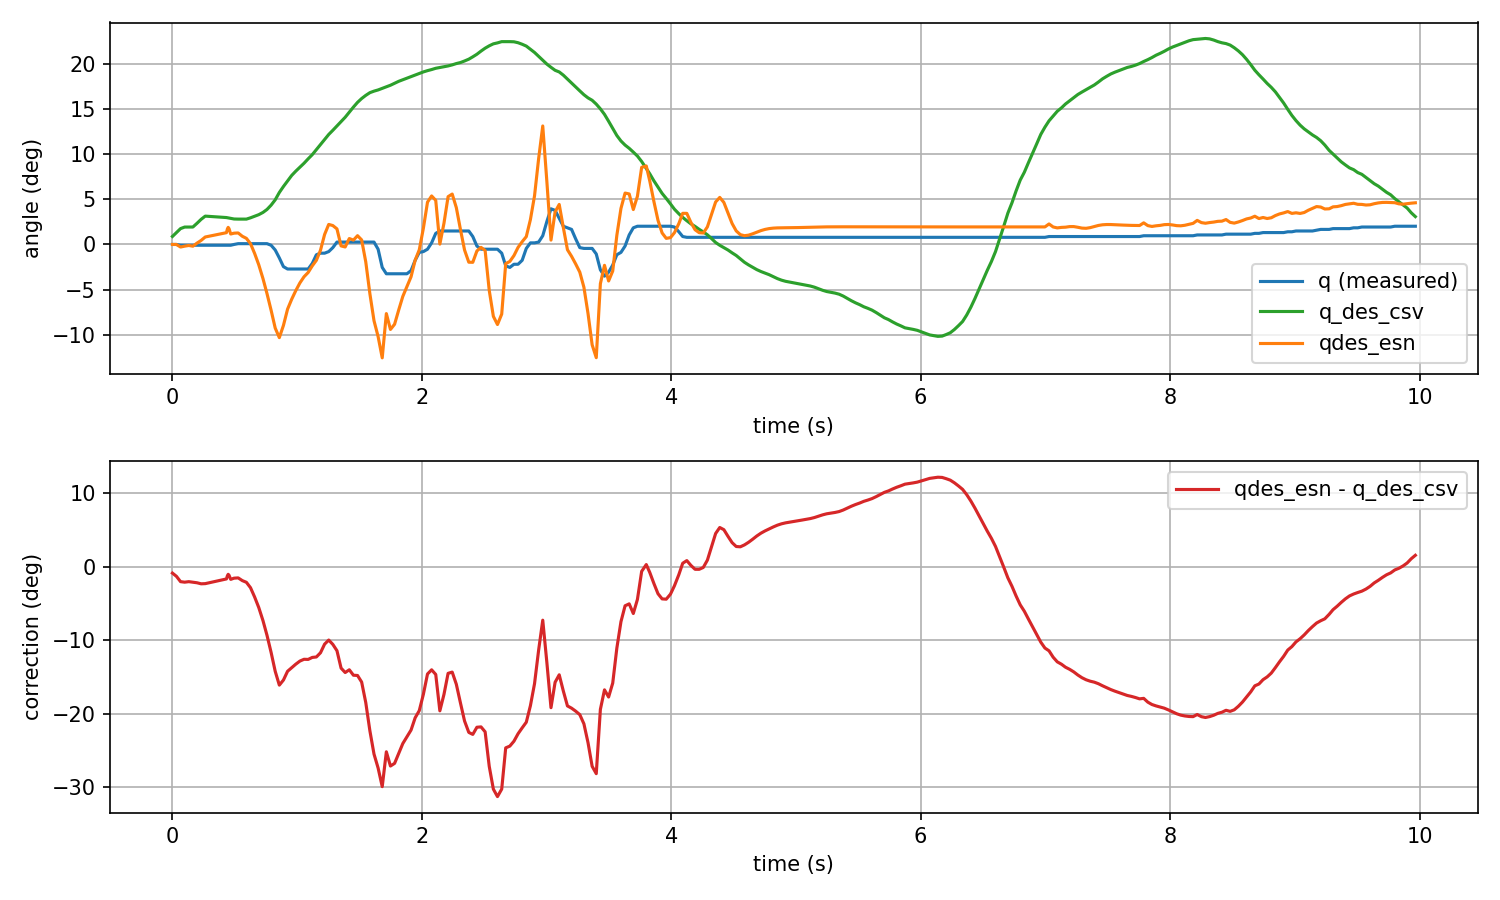 angle (deg)
20
15
10
5
0
−5
−10
q (measured)
q_des_csv
qdes_esn
0 2 4 6 8 10
time (s)
correction (deg)
10
0
−10
−20
−30
qdes_esn - q_des_csv
0 2 4 6 8 10
time (s)